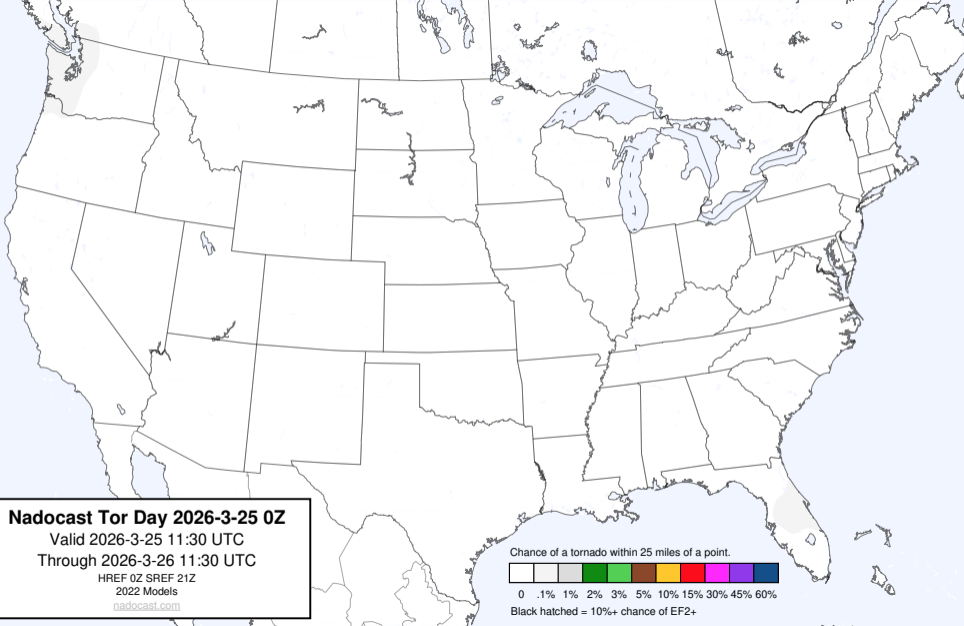 Nadocast Tor Day 2026-3-25 0Z
Valid 2026-3-25 11:30 UTC
Through 2026-3-26 11:30 UTC
HREF 0Z SREF 21Z
2022 Models
nadocast.com
Chance of a tornado within 25 miles of a point.
0 .1% 1% 2% 3% 5% 10% 15% 30% 45% 60%
Black hatched = 10%+ chance of EF2+